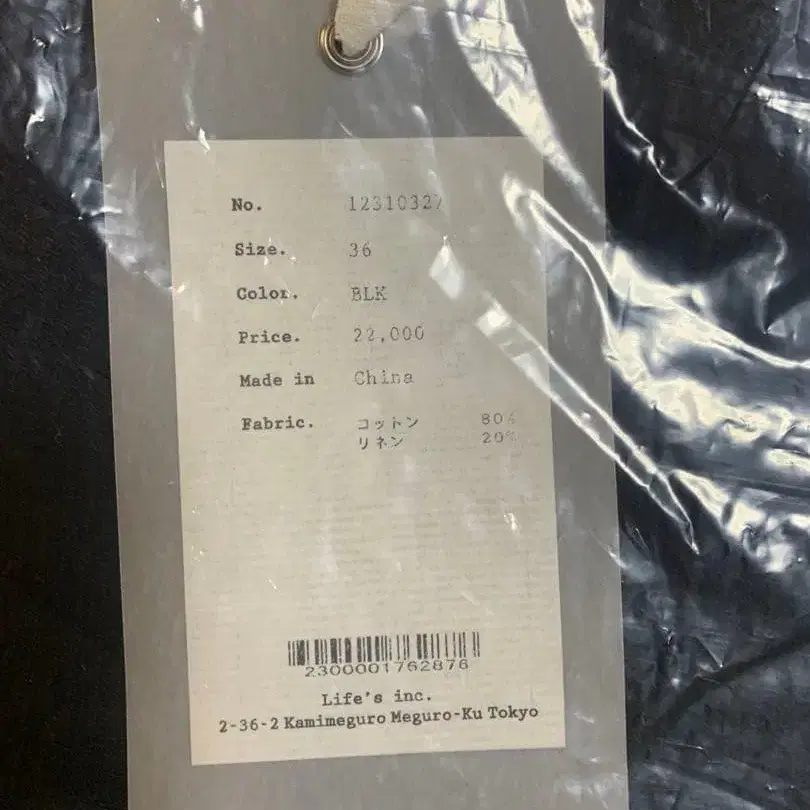 No. 12310327
Size. 36
Color. BLK
Price. 22,000
Made in China
Fabric. コットン 80%
リネン 20%
2300001762876
Life's inc.
2-36-2 Kamimeguro Meguro-Ku Tokyo